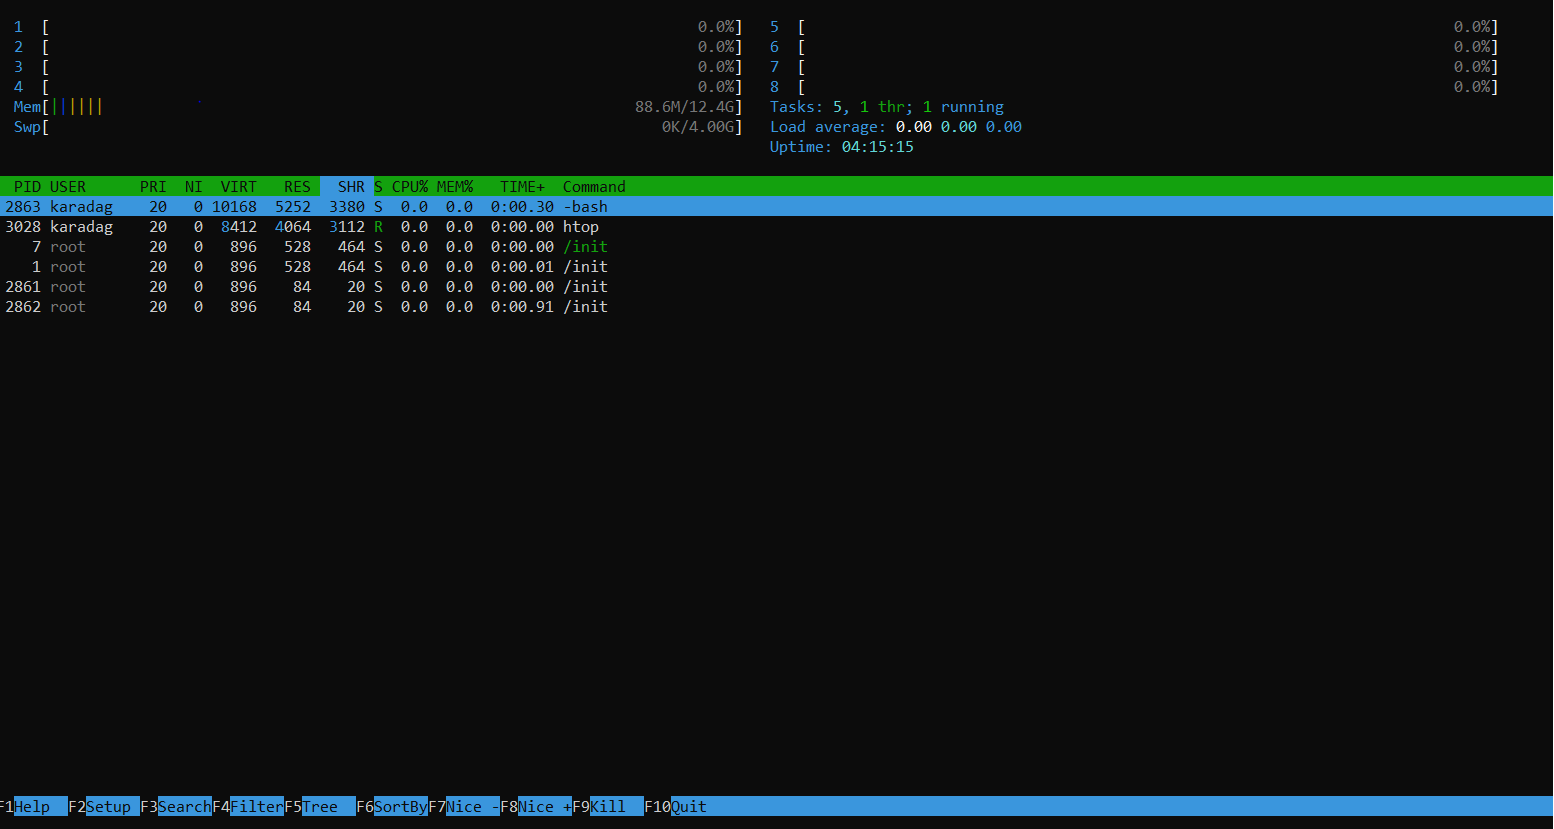 1  [ 0.0%] 5  [ 0.0%]
2  [ 0.0%] 6  [ 0.0%]
3  [ 0.0%] 7  [ 0.0%]
4  [ 0.0%] 8  [ 0.0%]
Mem[||||||  88.6M/12.4G] Tasks: 5, 1 thr; 1 running
Swp[ 0K/4.00G] Load average: 0.00 0.00 0.00
Uptime: 04:15:15
PID USER PRI NI VIRT RES SHR S CPU% MEM% TIME+ Command
2863 karadag 20 0 10168 5252 3380 S 0.0 0.0 0:00.30 -bash
3028 karadag 20 0 8412 4064 3112 R 0.0 0.0 0:00.00 htop
7 root 20 0 896 528 464 S 0.0 0.0 0:00.00 /init
1 root 20 0 896 528 464 S 0.0 0.0 0:00.01 /init
2861 root 20 0 896 84 20 S 0.0 0.0 0:00.00 /init
2862 root 20 0 896 84 20 S 0.0 0.0 0:00.91 /init
F1Help F2Setup F3SearchF4FilterF5Tree F6SortByF7Nice -F8Nice +F9Kill F10Quit